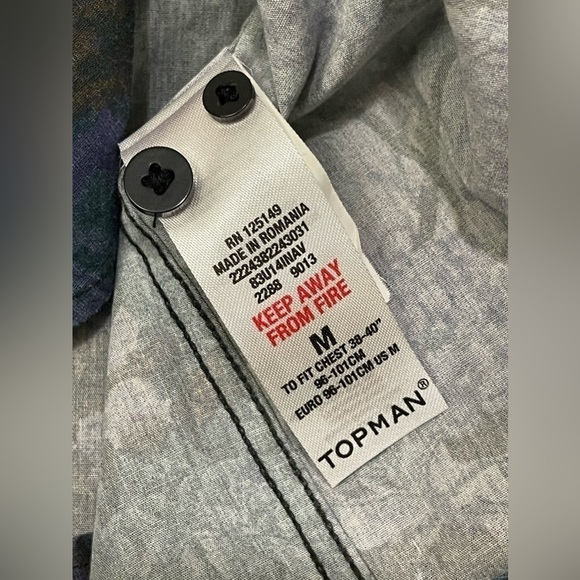 RN 125149
MADE IN ROMANIA
2224382243031
83U14INAV
2288 9013
KEEP AWAY
FROM FIRE
M
TO FIT CHEST 38-40"
96-101CM
EURO 96-101CM US M
TOPMAN®